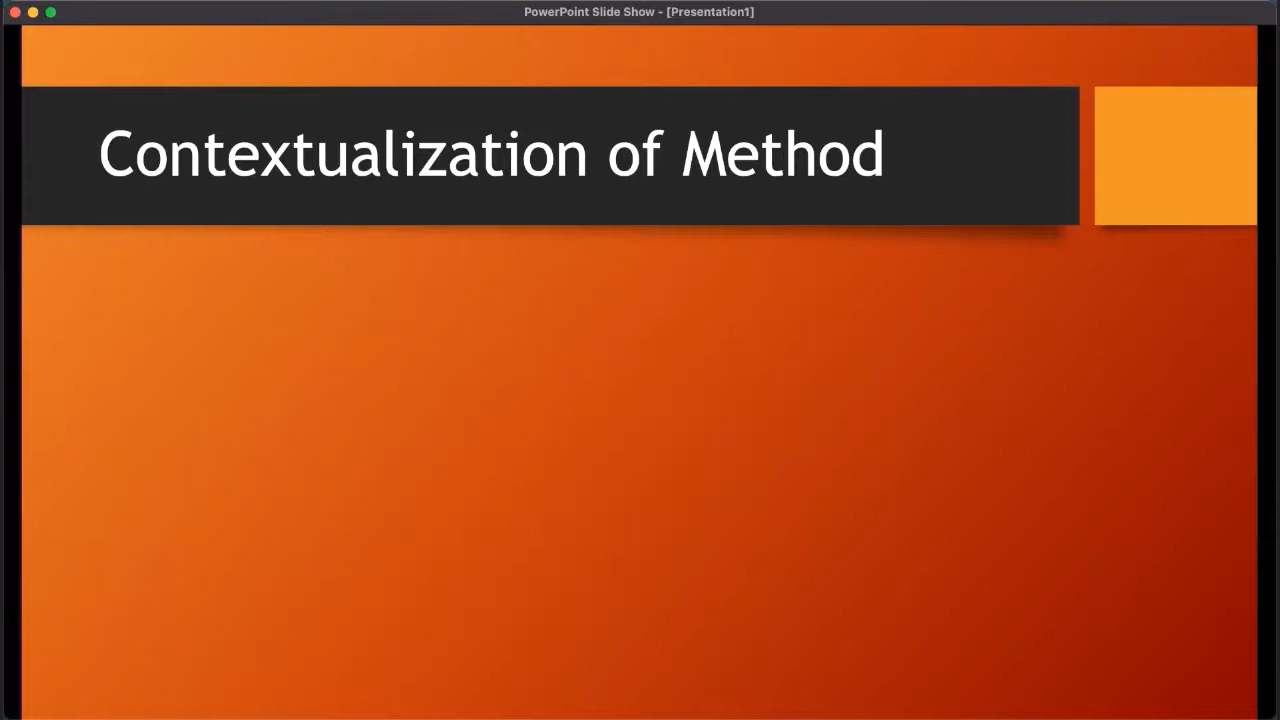 PowerPoint Slide Show - [Presentation1]
Contextualization of Method